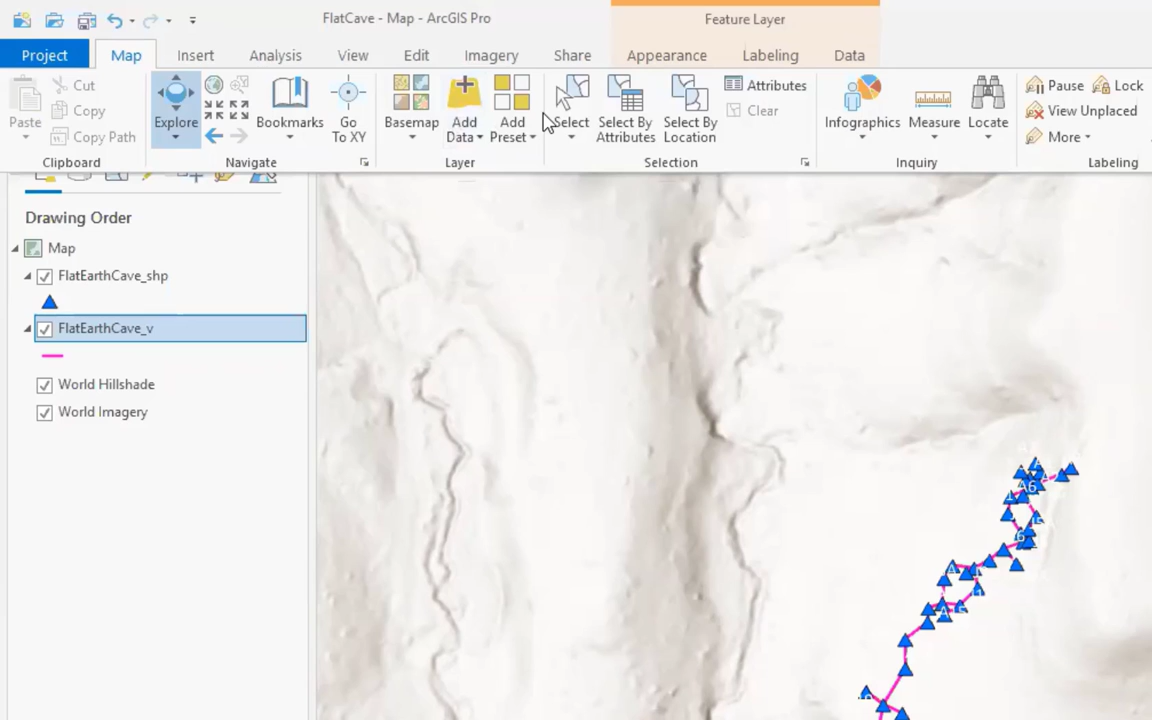 FlatCave - Map - ArcGIS Pro
Feature Layer
Project Map Insert Analysis View Edit Imagery Share Appearance Labeling Data
Paste
Cut
Copy
Copy Path
Clipboard
Explore
Bookmarks
Go
To XY
Navigate
Basemap
Add
Data
Add
Preset
Layer
Select
Select By
Attributes
Select By
Location
Attributes
Clear
Selection
Infographics
Measure
Locate
Inquiry
Pause
Lock
View Unplaced
More
Labeling
Drawing Order
Map
FlatEarthCave_shp
FlatEarthCave_v
World Hillshade
World Imagery
A6